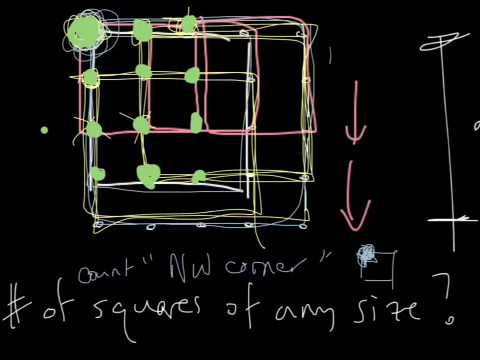 count "NW corner"
# of squares of any size?